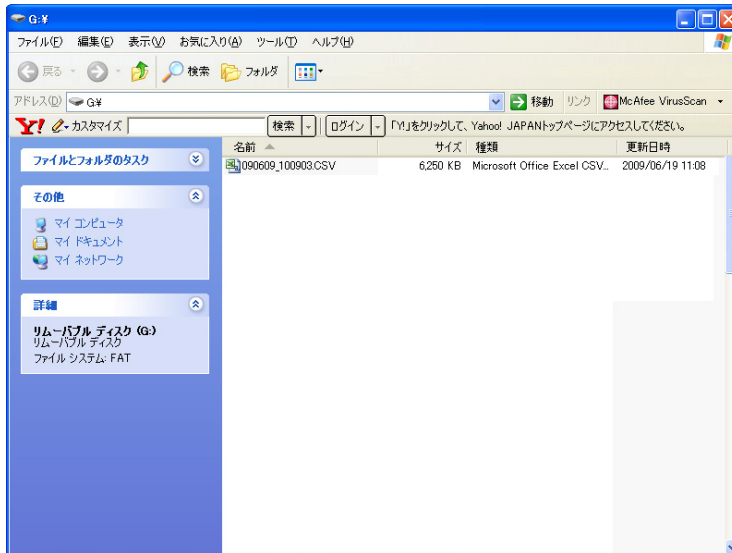 G:¥
ファイル(F) 編集(E) 表示(V) お気に入り(A) ツール(T) ヘルプ(H)
戻る 検索 フォルダ
アドレス(D) G:¥ 移動 リンク McAfee VirusScan
Y! カスタマイズ 検索 ログイン 「Y!」をクリックして、Yahoo! JAPANトップページにアクセスしてください。
名前 サイズ 種類 更新日時
090609_100903.CSV 6,250 KB Microsoft Office Excel CSV... 2009/06/19 11:08
ファイルとフォルダのタスク
その他
マイ コンピュータ
マイ ドキュメント
マイ ネットワーク
詳細
リムーバブル ディスク (G:)
リムーバブル ディスク
ファイル システム: FAT